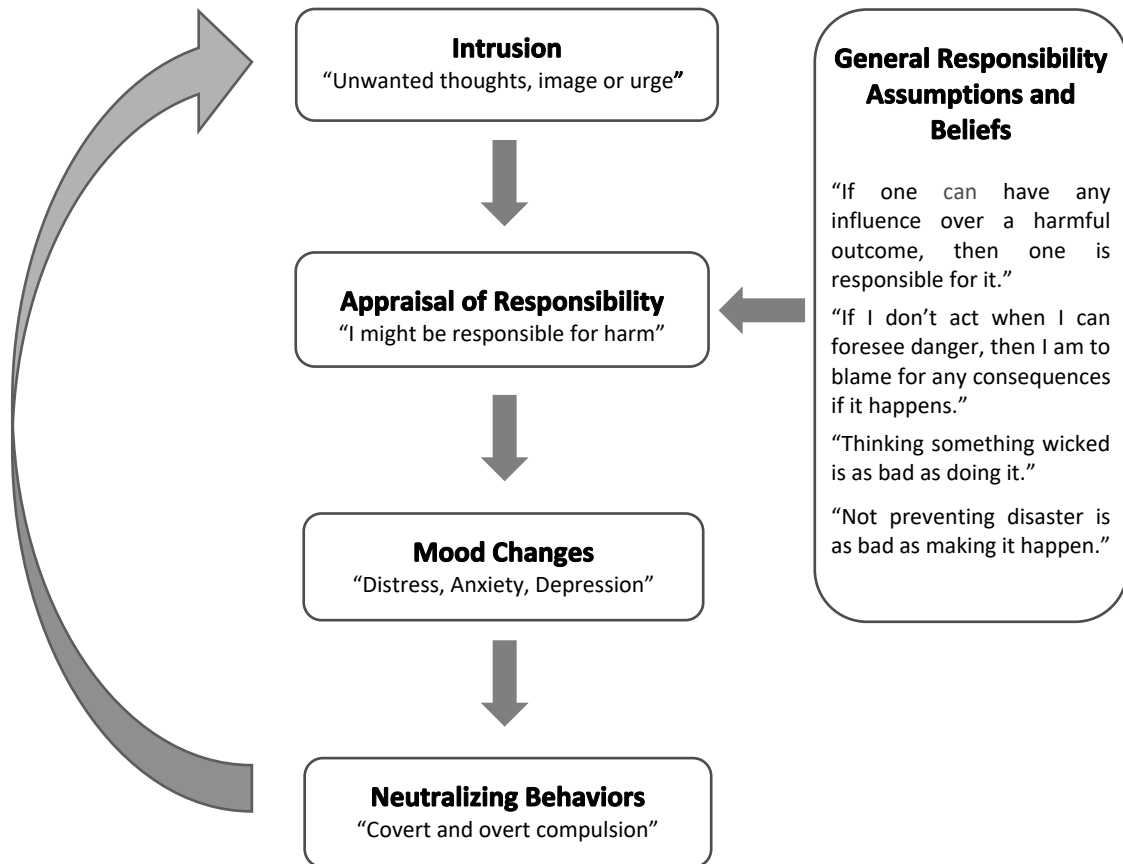 Intrusion
“Unwanted thoughts, image or urge”
Appraisal of Responsibility
“I might be responsible for harm”
Mood Changes
“Distress, Anxiety, Depression”
Neutralizing Behaviors
“Covert and overt compulsion”
General Responsibility
Assumptions and
Beliefs
“If one can have any
influence over a harmful
outcome, then one is
responsible for it.”
“If I don’t act when I can
foresee danger, then I am to
blame for any consequences
if it happens.”
“Thinking something wicked
is as bad as doing it.”
“Not preventing disaster is
as bad as making it happen.”